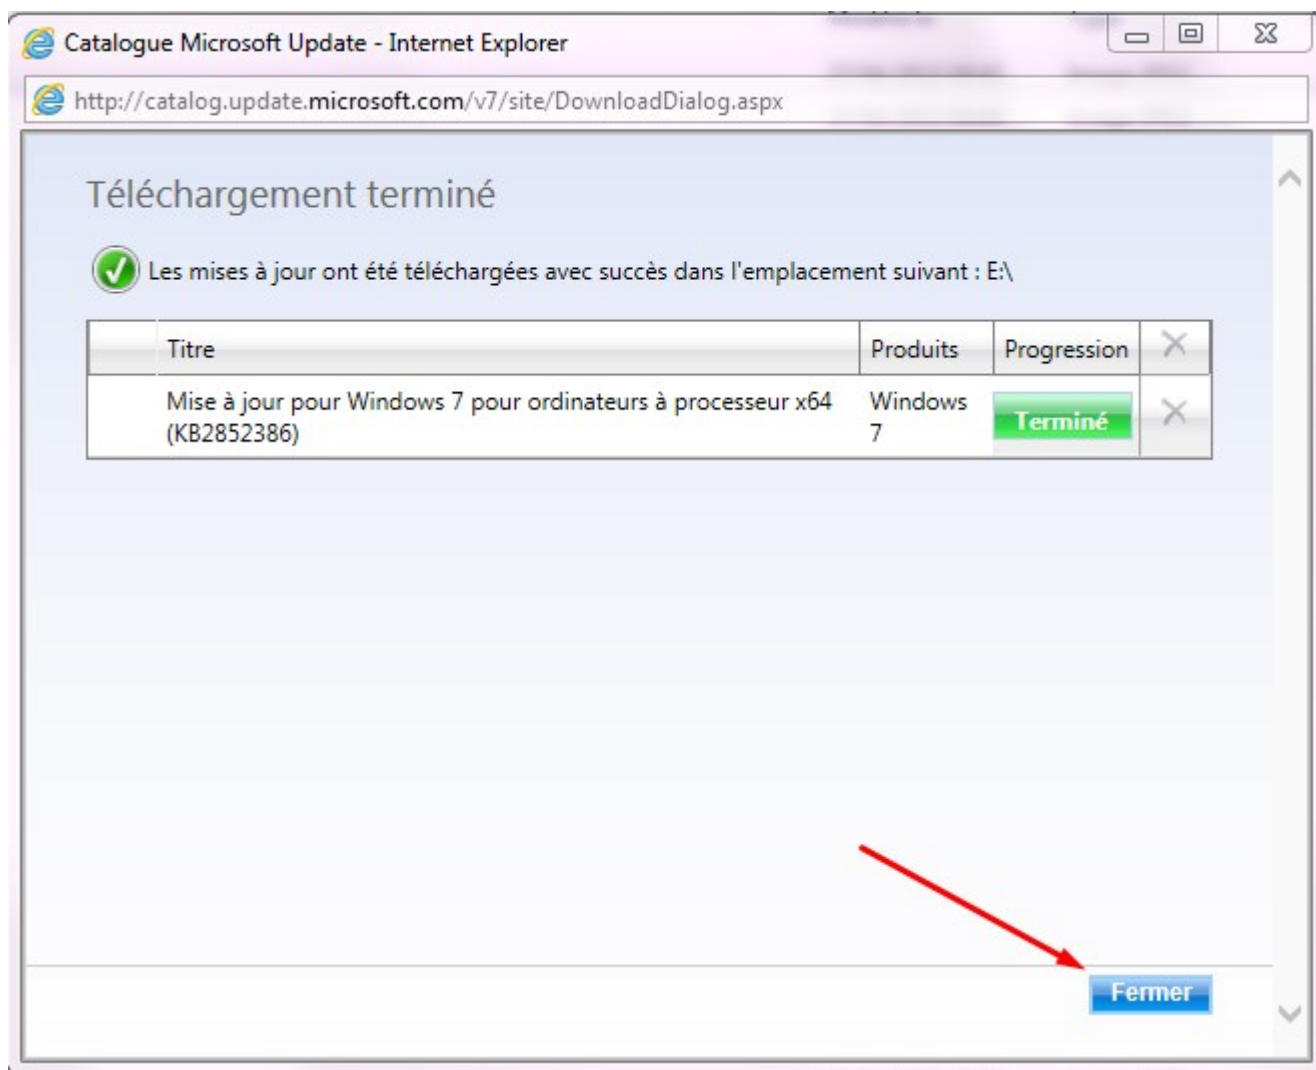 Catalogue Microsoft Update - Internet Explorer
http://catalog.update.microsoft.com/v7/site/DownloadDialog.aspx
Téléchargement terminé
Les mises à jour ont été téléchargées avec succès dans l'emplacement suivant : E:\
Titre Produits Progression
Mise à jour pour Windows 7 pour ordinateurs à processeur x64 Windows
(KB2852386) 7 Terminé
Fermer